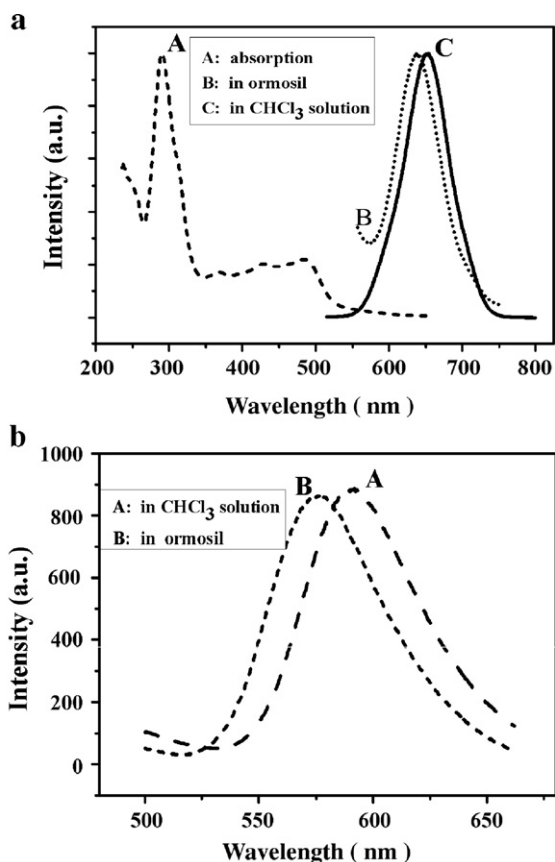 a
A
C
A: absorption
B: in ormosil
C: in CHCl₃ solution
B
Intensity (a.u.)
200 300 400 500 600 700 800
Wavelength ( nm )
b
1000
800
600
400
200
0
B
A
A: in CHCl₃ solution
B: in ormosil
Intensity (a.u.)
500 550 600 650
Wavelength ( nm )